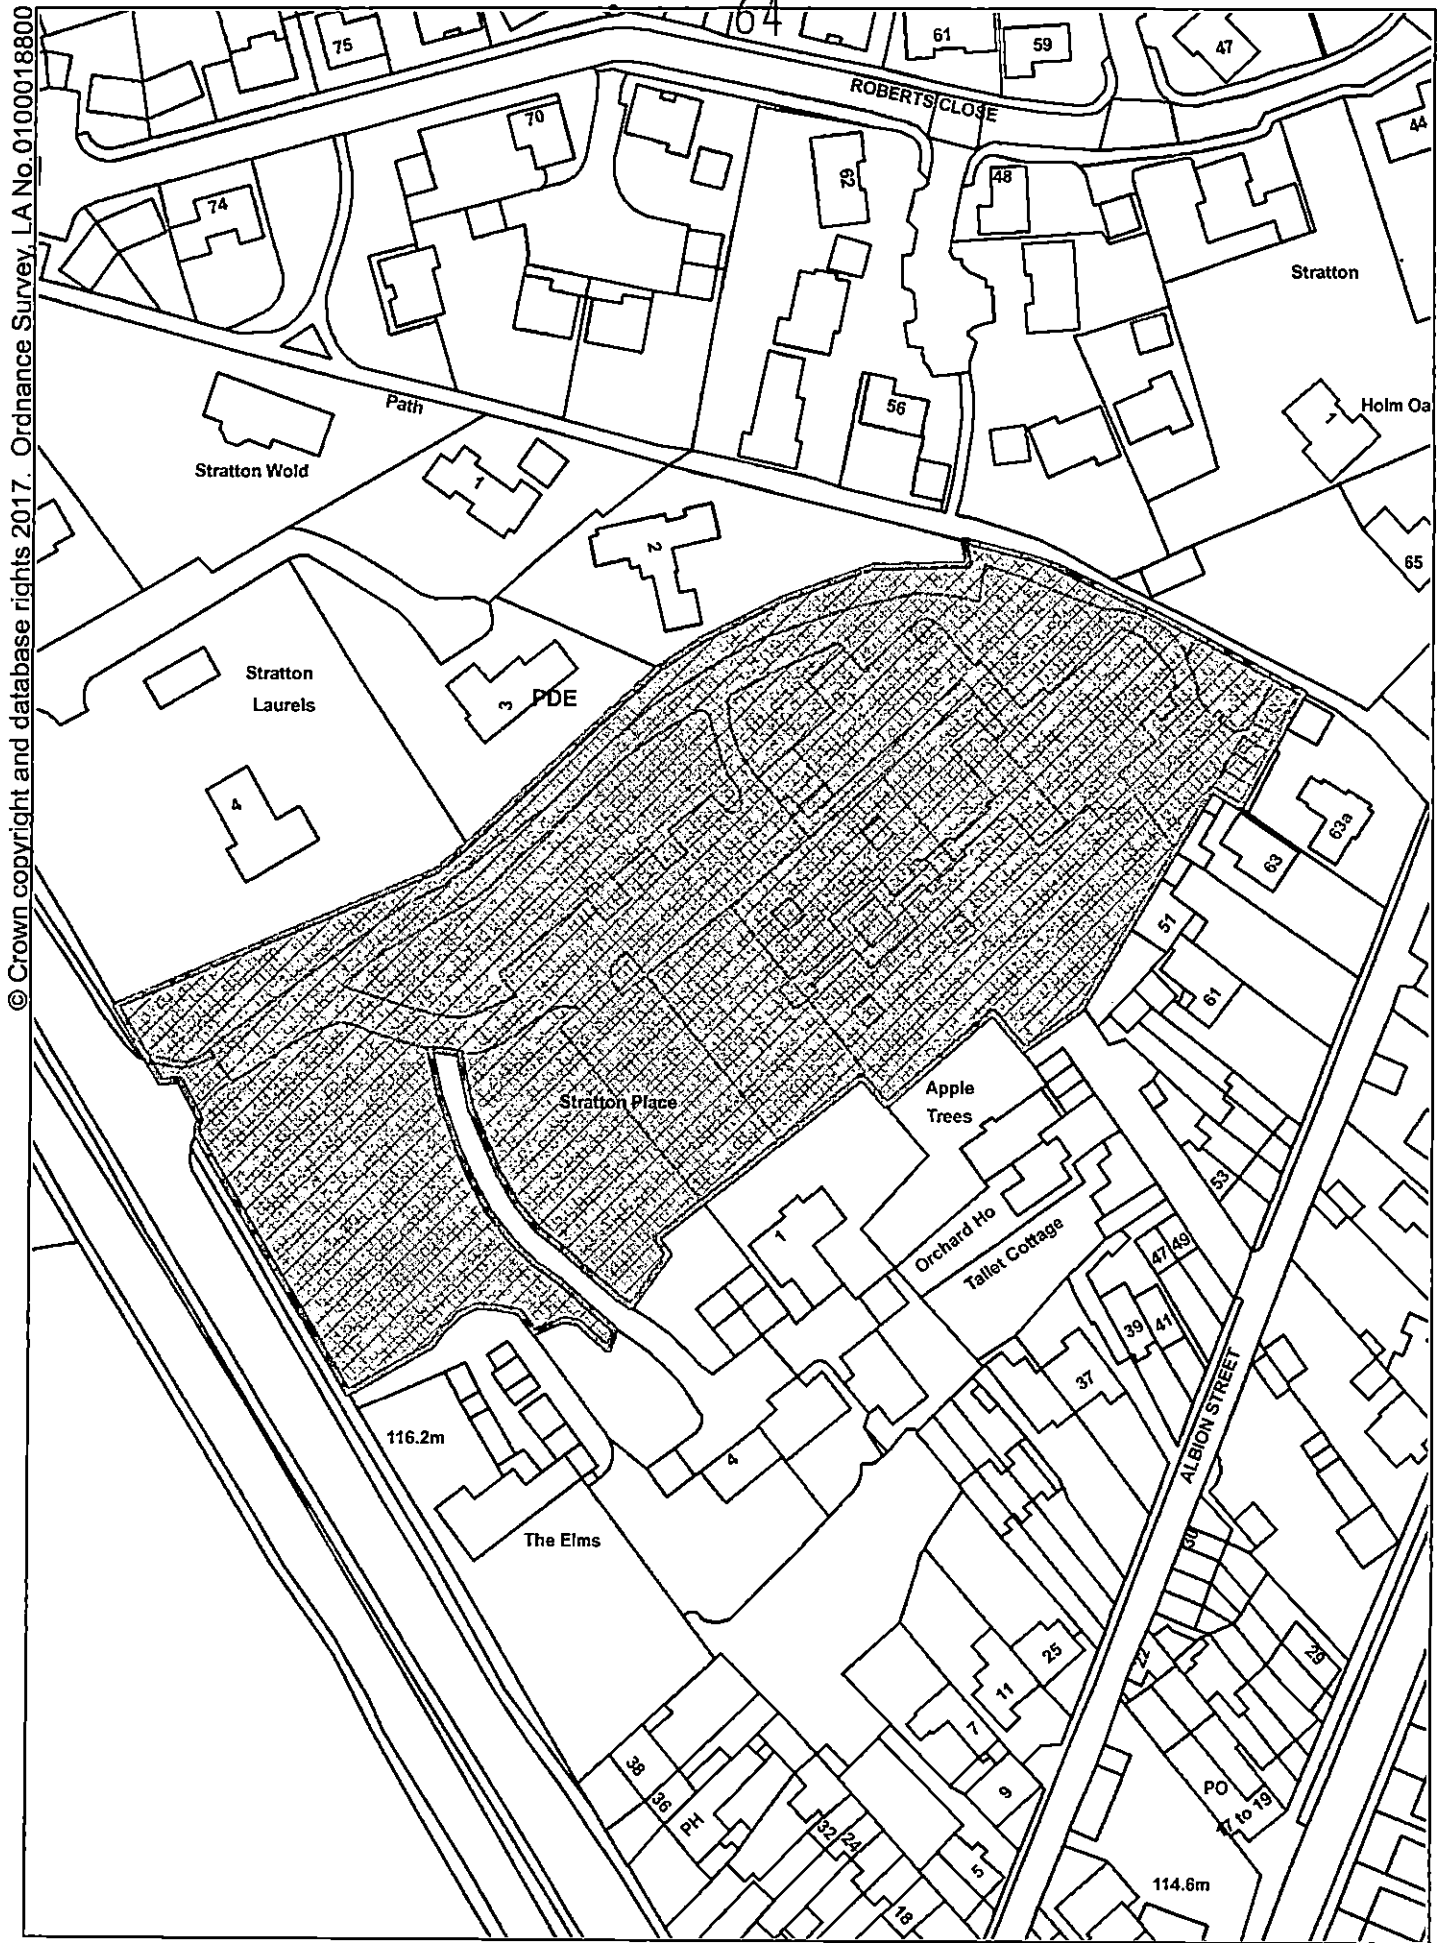 64
© Crown copyright and database rights 2017. Ordnance Survey, LA No.0100018800
75
61
59
47
ROBERTS CLOSE
70
44
62
48
74
Stratton
Path
56
1
Holm Oa
Stratton Wold
1
2
65
Stratton
Laurels
3
PDE
4
63a
63
51
61
Stratton Place
Apple
Trees
53
Orchard Ho
1
Tallet Cottage
47
49
39
41
37
ALBION STREET
116.2m
4
The Elms
30
25
22
29
11
7
38
36
PH
9
PO
17 to 19
32
24
5
114.6m
18